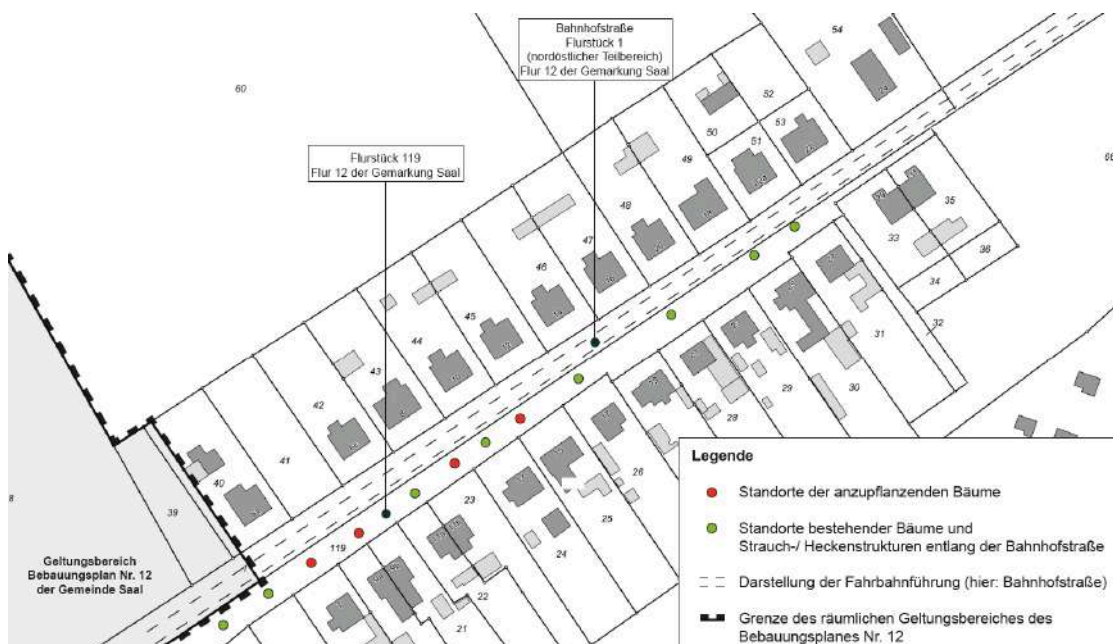 Bahnhofstraße
Flurstück 1
(nordöstlicher Teilbereich)
Flur 12 der Gemarkung Saal
54
60
52
53
50
51
Flurstück 119
Flur 12 der Gemarkung Saal
49
48
35
33
47
36
46
34
45
32
44
31
43
30
42
29
28
41
26
40
23
25
39
24
119
22
21
Geltungsbereich
Bebauungsplan Nr. 12
der Gemeinde Saal
Legende
Standorte der anzupflanzenden Bäume
Standorte bestehender Bäume und
Strauch-/ Heckenstrukturen entlang der Bahnhofstraße
Darstellung der Fahrbahnführung (hier: Bahnhofstraße)
Grenze des räumlichen Geltungsbereiches des
Bebauungsplanes Nr. 12